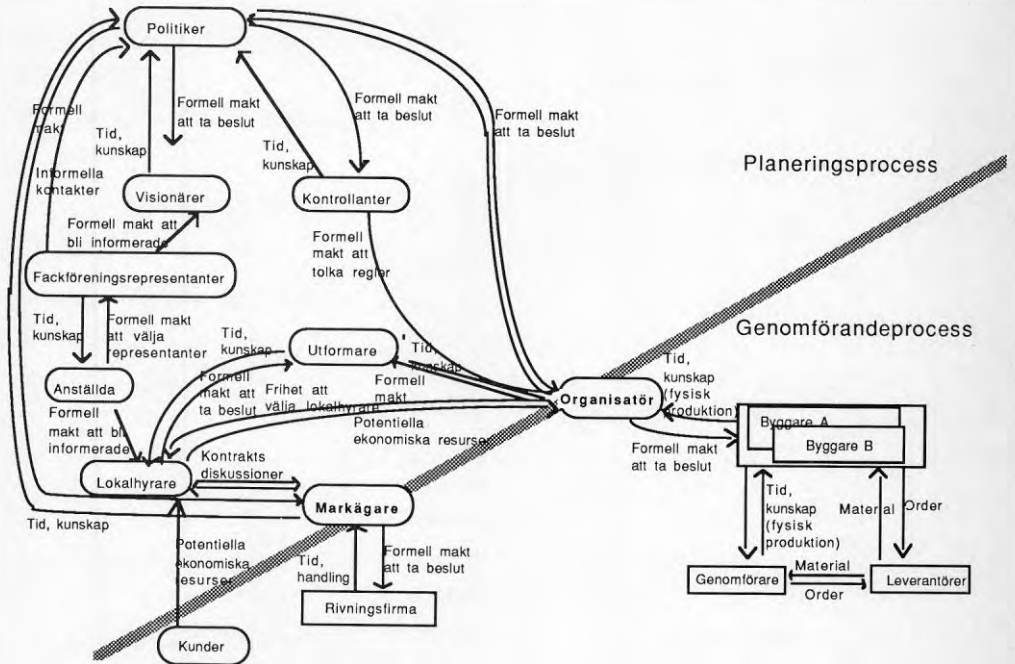 Politiker
Formell
makt
Informella
kontakter
Tid,
kunskap
Formell makt
att ta beslut
Formell makt
att ta beslut
Tid,
kunskap
Formell makt
att ta beslut
Visionärer
Kontrollanter
Planeringsprocess
Formell makt att
bli informerade
Formell
makt att
tolka regler
Fackföreningsrepresentanter
Tid,
kunskap
Formell makt
att välja
representanter
Tid,
kunskap
Utformare
Tid,
kunskap
Genomförandeprocess
Anställda
Formell
makt att
ta beslut
Frihet att
välja lokalhyrare
Formell
makt
Organisatör
Tid,
kunskap
(fysisk
produktion)
Formell
makt att bli
informerade
Potentiella
ekonomiska resurser
Formell makt
att ta beslut
Byggare A
Byggare B
Lokalhyrare
Kontrakts
diskussioner
Markägare
Tid, kunskap
Potentiella
ekonomiska
resurser
Tid,
handling
Formell makt
att ta beslut
Rivningsfirma
Kunder
Tid,
kunskap
(fysisk
produktion)
Material
Order
Genomförare
Material
Order
Leverantörer